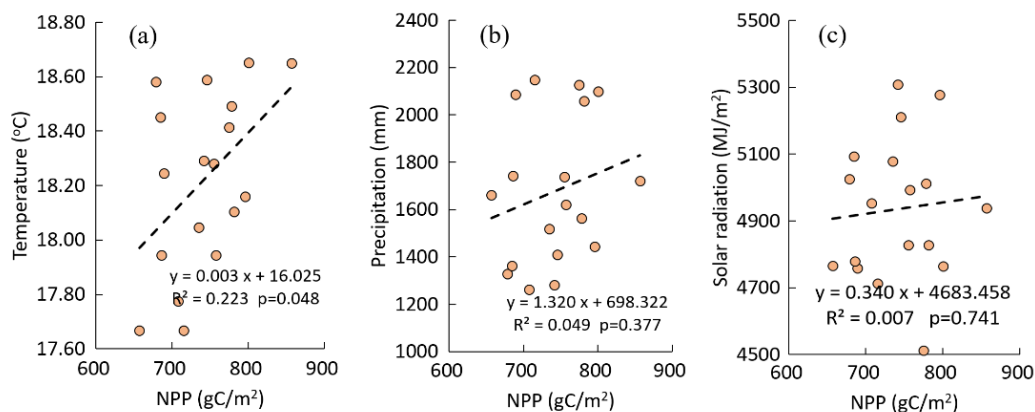 (a)
Temperature (°C)
18.80
18.60
18.40
18.20
18.00
17.80
17.60
y = 0.003 x + 16.025
R² = 0.223 p=0.048
600 700 800 900
NPP (gC/m²)
(b)
Precipitation (mm)
2400
2200
2000
1800
1600
1400
1200
1000
y = 1.320 x + 698.322
R² = 0.049 p=0.377
600 700 800 900
NPP (gC/m²)
(c)
Solar radiation (MJ/m²)
5500
5300
5100
4900
4700
4500
y = 0.340 x + 4683.458
R² = 0.007 p=0.741
600 700 800 900
NPP (gC/m²)